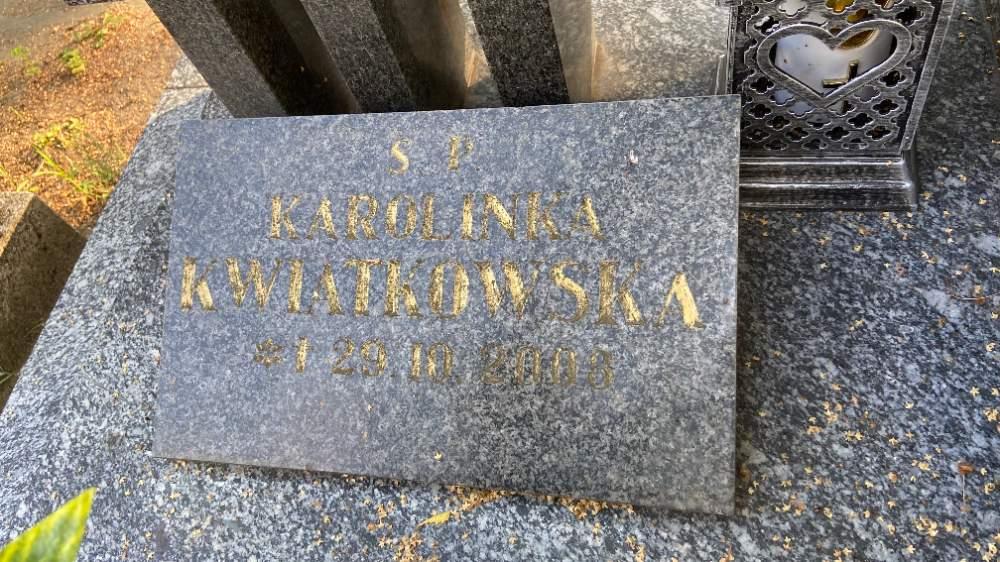 S P
KAROLINKA
KWIATKOWSKA
*† 29.10.2008